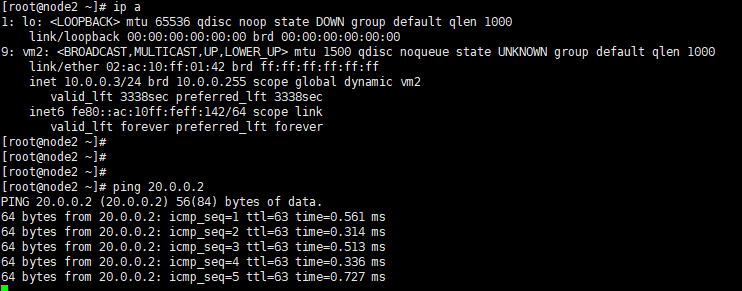 [root@node2 ~]# ip a
1: lo: <LOOPBACK> mtu 65536 qdisc noop state DOWN group default qlen 1000
    link/loopback 00:00:00:00:00:00 brd 00:00:00:00:00:00
9: vm2: <BROADCAST,MULTICAST,UP,LOWER_UP> mtu 1500 qdisc noqueue state UNKNOWN group default qlen 1000
    link/ether 02:ac:10:ff:01:42 brd ff:ff:ff:ff:ff:ff
    inet 10.0.0.3/24 brd 10.0.0.255 scope global dynamic vm2
       valid_lft 3338sec preferred_lft 3338sec
    inet6 fe80::ac:10ff:feff:142/64 scope link
       valid_lft forever preferred_lft forever
[root@node2 ~]#
[root@node2 ~]#
[root@node2 ~]#
[root@node2 ~]# ping 20.0.0.2
PING 20.0.0.2 (20.0.0.2) 56(84) bytes of data.
64 bytes from 20.0.0.2: icmp_seq=1 ttl=63 time=0.561 ms
64 bytes from 20.0.0.2: icmp_seq=2 ttl=63 time=0.314 ms
64 bytes from 20.0.0.2: icmp_seq=3 ttl=63 time=0.513 ms
64 bytes from 20.0.0.2: icmp_seq=4 ttl=63 time=0.336 ms
64 bytes from 20.0.0.2: icmp_seq=5 ttl=63 time=0.727 ms